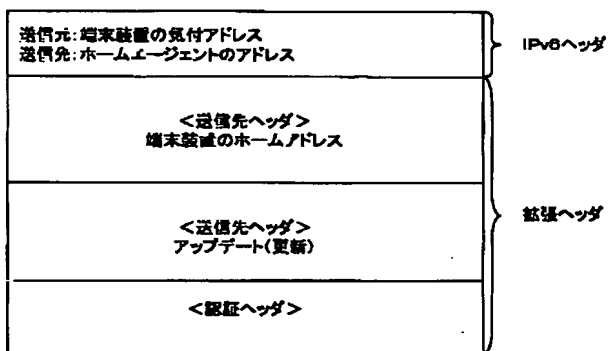 送信元:端末装置の気付アドレス
送信先:ホームエージェントのアドレス
IPv6ヘッダ
<送信先ヘッダ>
端末装置のホームアドレス
<送信先ヘッダ>
アップデート(更新)
拡張ヘッダ
<認証ヘッダ>